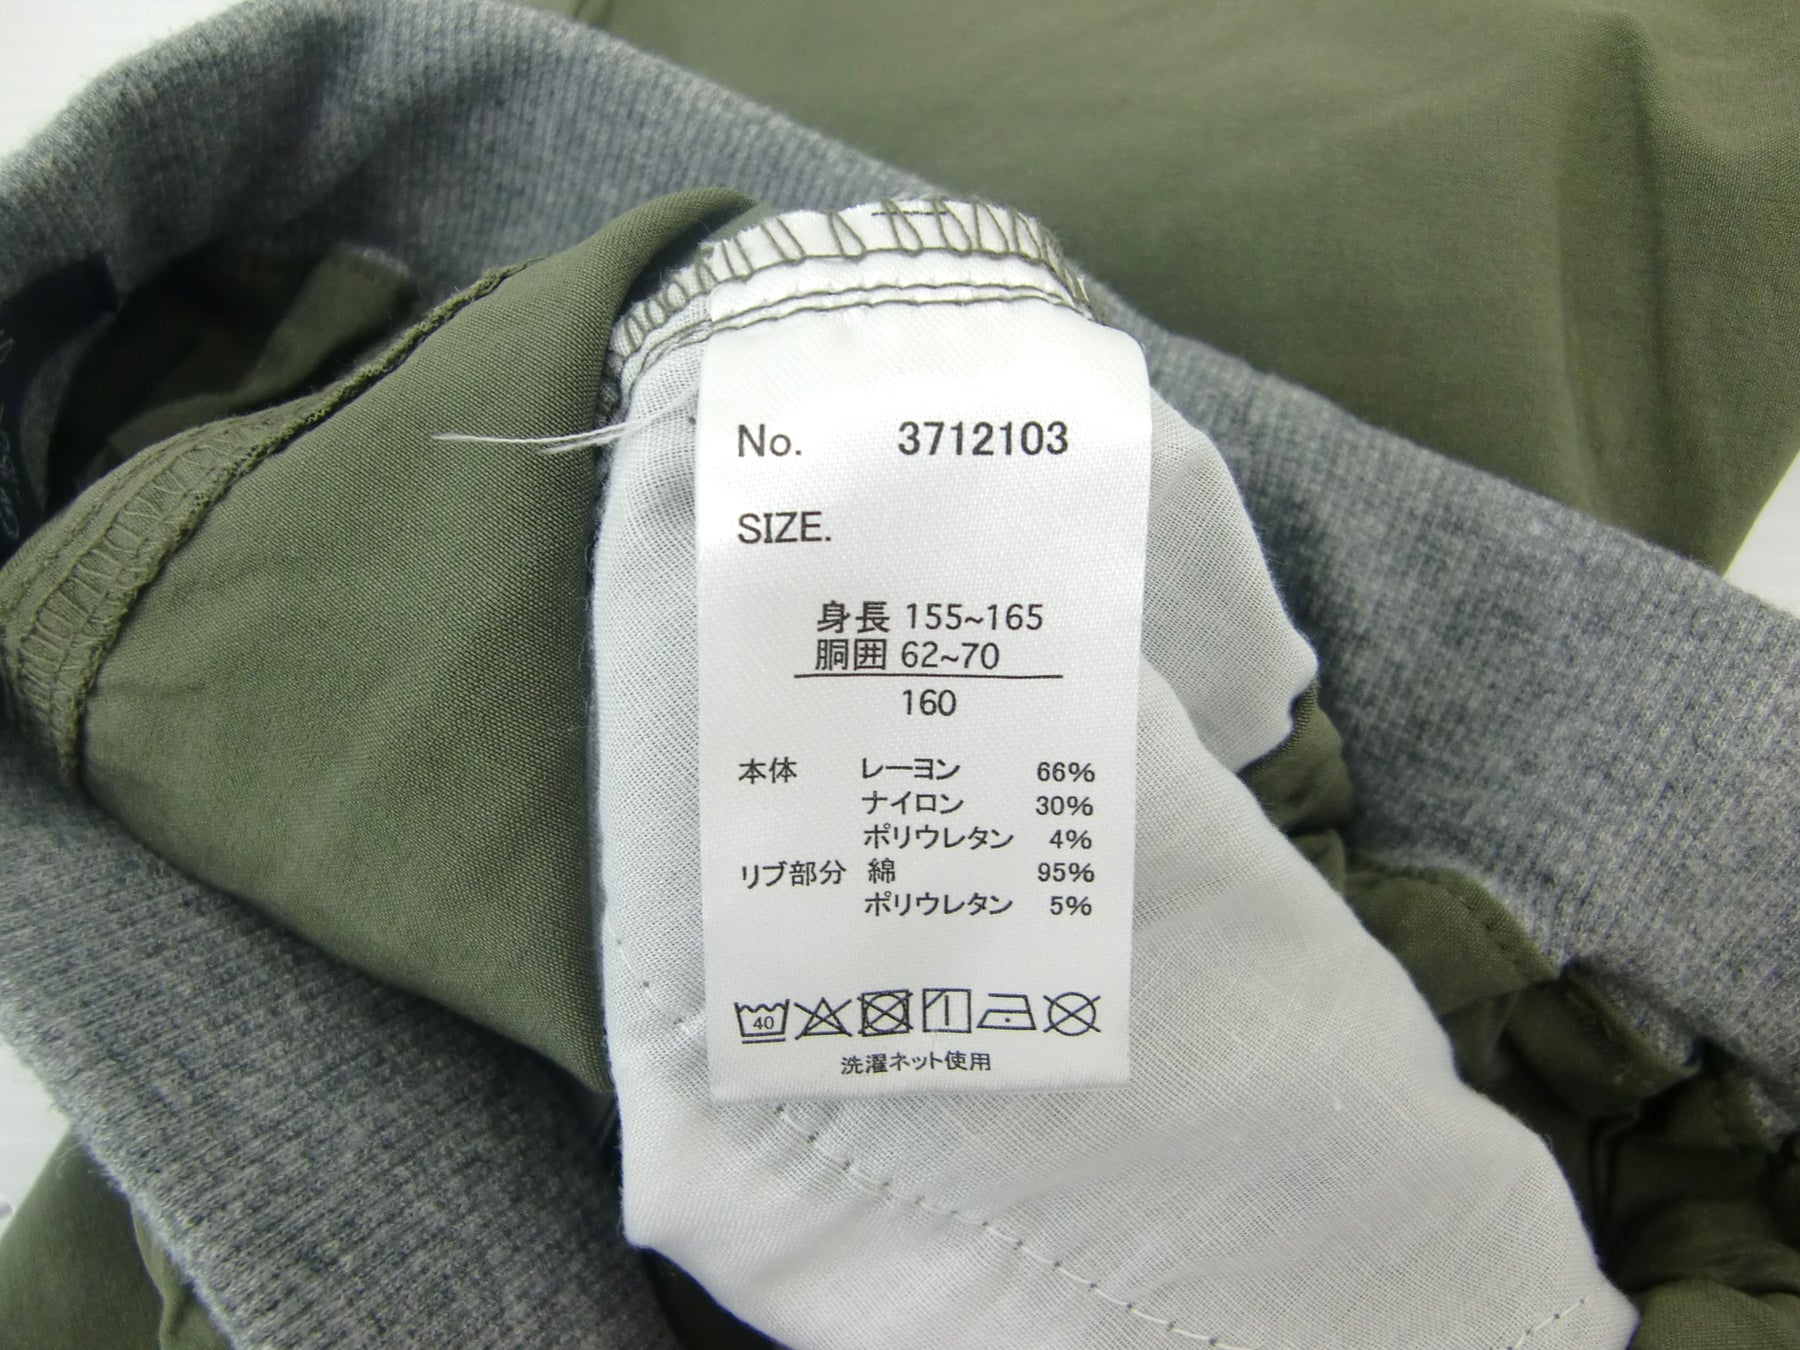 No. 3712103
SIZE.
身長 155~165
胴囲 62~70
160
本体 レーヨン 66%
ナイロン 30%
ポリウレタン 4%
リブ部分 綿 95%
ポリウレタン 5%
40
洗濯ネット使用